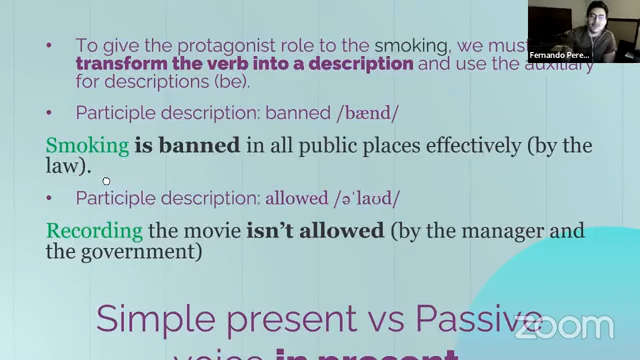 To give the protagonist role to the smoking, we must
transform the verb into a description and use the auxiliary
for descriptions (be).
Participle description: banned /bænd/
Smoking is banned in all public places effectively (by the
law).
Participle description: allowed /əˈlaʊd/
Recording the movie isn't allowed (by the manager and
the government)
Simple present vs Passive
voice in present
Fernando Pere...
zoom